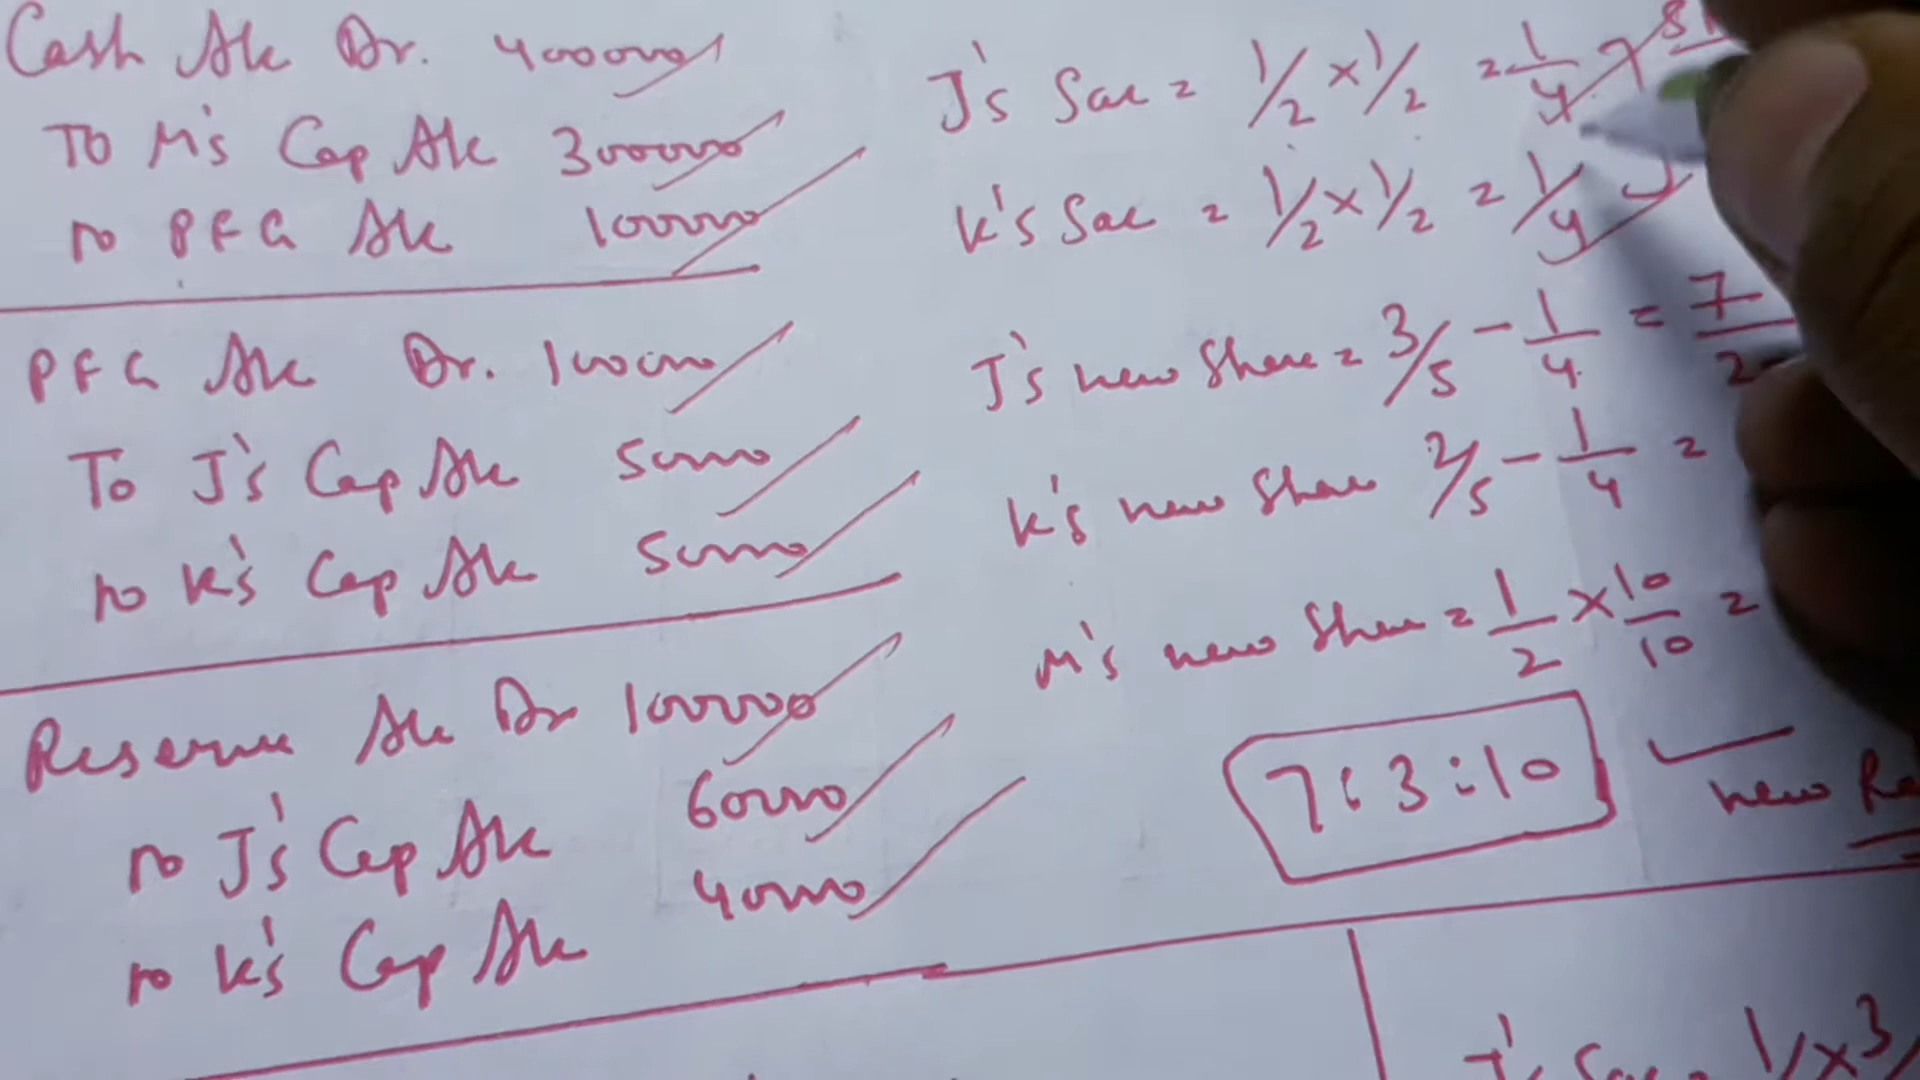 Cash A/c Dr. 400000
To M's Cap A/c 300000
To PFG A/c 100000
PFG A/c Dr. 100000
To J's Cap A/c 50000
To K's Cap A/c 50000
Reserve A/c Dr 100000
To J's Cap A/c 60000
To K's Cap A/c 40000
J's Sac = 1/2 × 1/2 = 1/4
K's Sac = 1/2 × 1/2 = 1/4
J's new Share = 3/5 - 1/4 = 7
K's new Share 2/5 - 1/4 =
M's new Share = 1/2 × 10/10 =
7:3:10
new
J's Sac = 1/ × 3/